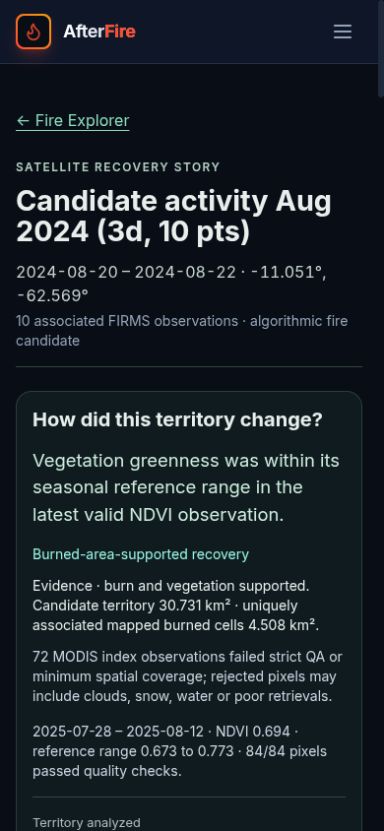 AfterFire
← Fire Explorer
SATELLITE RECOVERY STORY
Candidate activity Aug
2024 (3d, 10 pts)
2024-08-20 – 2024-08-22 · -11.051°,
-62.569°
10 associated FIRMS observations · algorithmic fire
candidate
How did this territory change?
Vegetation greenness was within its
seasonal reference range in the
latest valid NDVI observation.
Burned-area-supported recovery
Evidence · burn and vegetation supported.
Candidate territory 30.731 km² · uniquely
associated mapped burned cells 4.508 km².
72 MODIS index observations failed strict QA or
minimum spatial coverage; rejected pixels may
include clouds, snow, water or poor retrievals.
2025-07-28 – 2025-08-12 · NDVI 0.694 ·
reference range 0.673 to 0.773 · 84/84 pixels
passed quality checks.
Territory analyzed